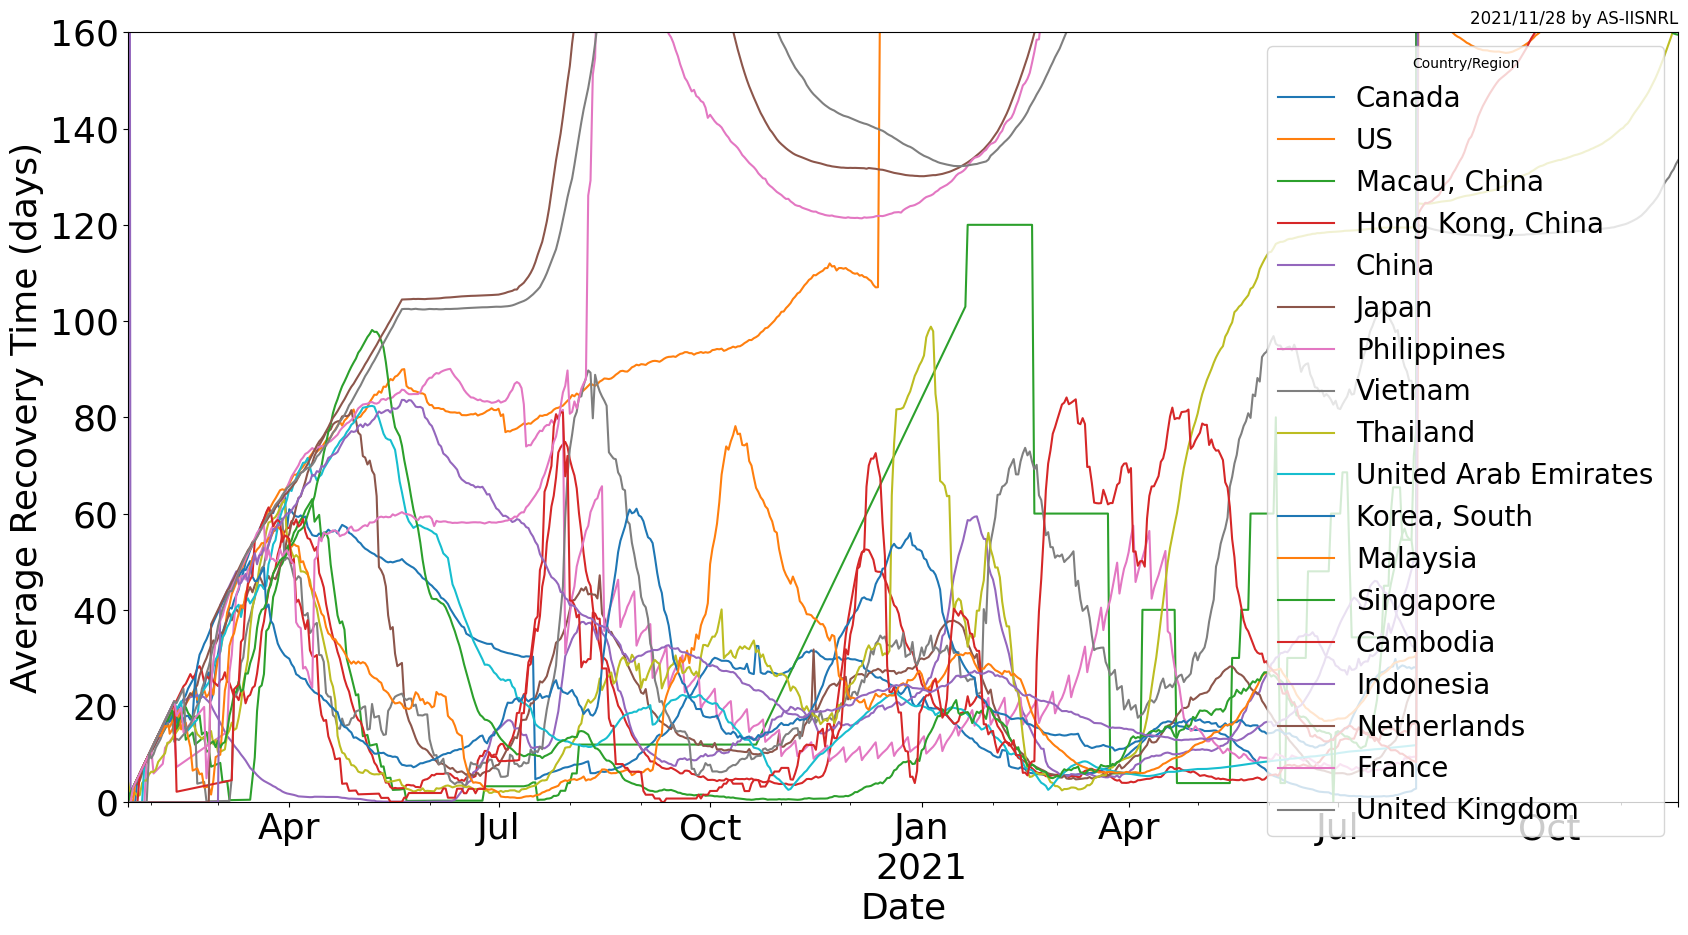 2021/11/28 by AS-IISNRL
Average Recovery Time (days)
160
140
120
100
80
60
40
20
0
Country/Region
Canada
US
Macau, China
Hong Kong, China
China
Japan
Philippines
Vietnam
Thailand
United Arab Emirates
Korea, South
Malaysia
Singapore
Cambodia
Indonesia
Netherlands
France
United Kingdom
Apr Jul Oct Jan Apr Jul Oct
2021
Date